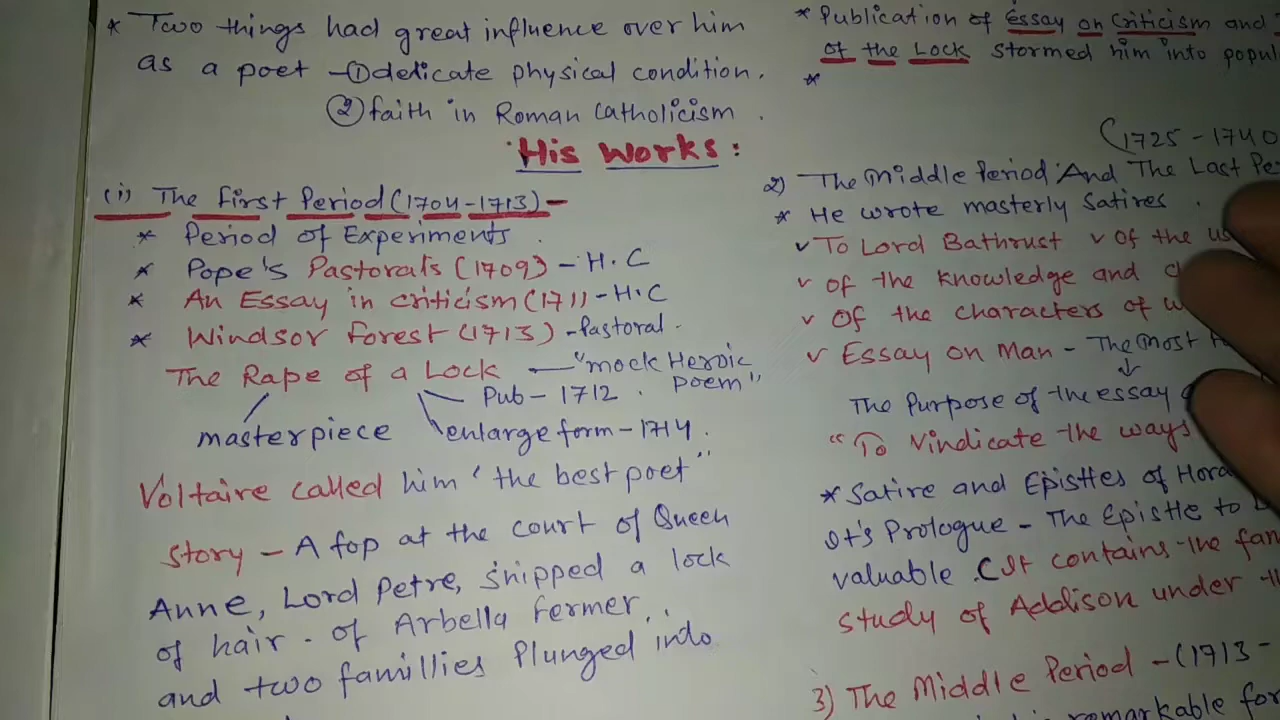 * Two things had great influence over him
as a poet – ① dedicate physical condition.
② faith in Roman Catholicism.
His Works:
(i) The First Period (1704-1713) –
* Period of Experiments.
* Pope's Pastorals (1709) – H.C
* An Essay in criticism (1711 – H.C
* Windsor Forest (1713) – Pastoral.
The Rape of a Lock — "mock Heroic
Poem"
Pub – 1712.
masterpiece enlarge form – 1714.
Voltaire called him 'the best poet"
Story – A fop at the court of Queen
Anne, Lord Petre, snipped a lock
of hair. of Arbella Fermer.
and two famillies Plunged into
* Publication of Essay on Criticism and
of the Lock stormed him into
*
(1725 - 1740
2) The Middle Period And The Last
* He wrote masterly Satires.
✓ To Lord Bathrust ✓ of the
✓ of the Knowledge and
✓ Of the characters of
✓ Essay on Man – The Most
↓
The Purpose of the essay
"To Vindicate the ways
* Satire and Episttes of
It's Prologue – The Epistle to
valuable. (It contains the
study of Addison under
3) The Middle Period – (1713 –
remarkable for